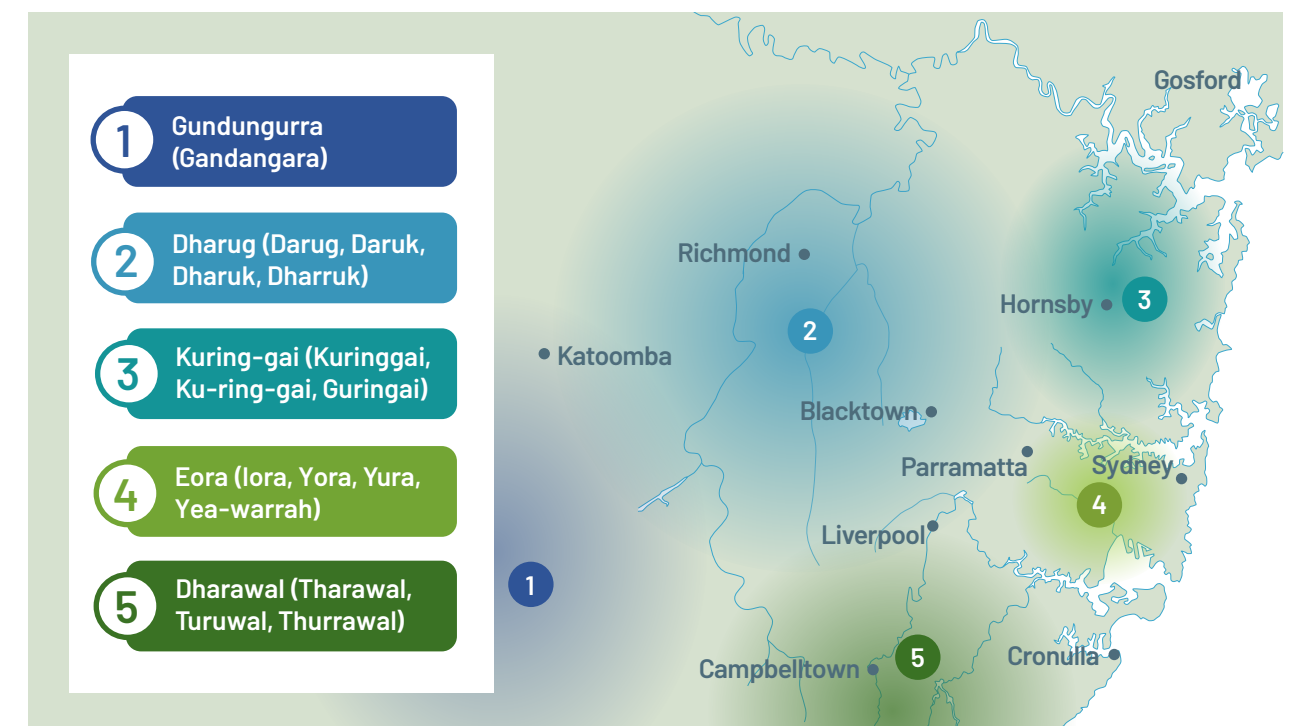 1
Gundungurra
(Gandangara)
2
Dharug (Darug, Daruk,
Dharuk, Dharruk)
3
Kuring-gai (Kuringgai,
Ku-ring-gai, Guringai)
4
Eora (Iora, Yora, Yura,
Yea-warrah)
5
Dharawal (Tharawal,
Turuwal, Thurrawal)
Gosford
Richmond
Hornsby
3
2
Katoomba
Blacktown
Parramatta
Sydney
4
Liverpool
1
5
Cronulla
Campbelltown